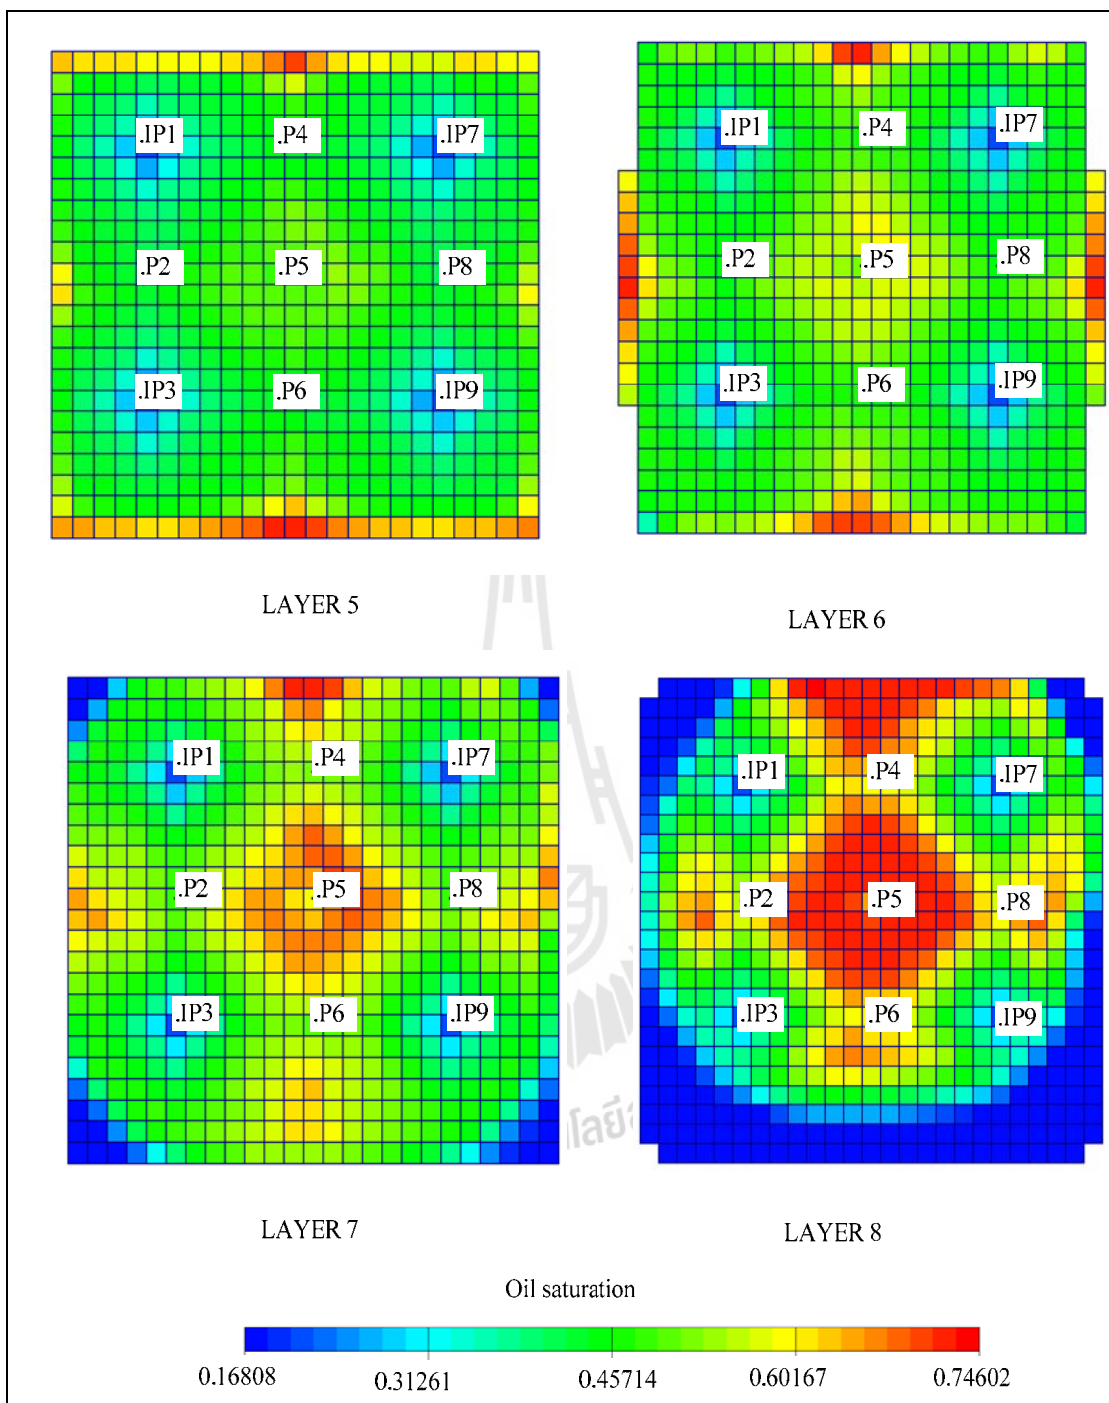 .IP1 .P4 .IP7
.P2 .P5 .P8
.IP3 .P6 .IP9
LAYER 5
.IP1 .P4 .IP7
.P2 .P5 .P8
.IP3 .P6 .IP9
LAYER 6
.IP1 .P4 .IP7
.P2 .P5 .P8
.IP3 .P6 .IP9
LAYER 7
.IP1 .P4 .IP7
.P2 .P5 .P8
.IP3 .P6 .IP9
LAYER 8
Oil saturation
0.16808 0.31261 0.45714 0.60167 0.74602